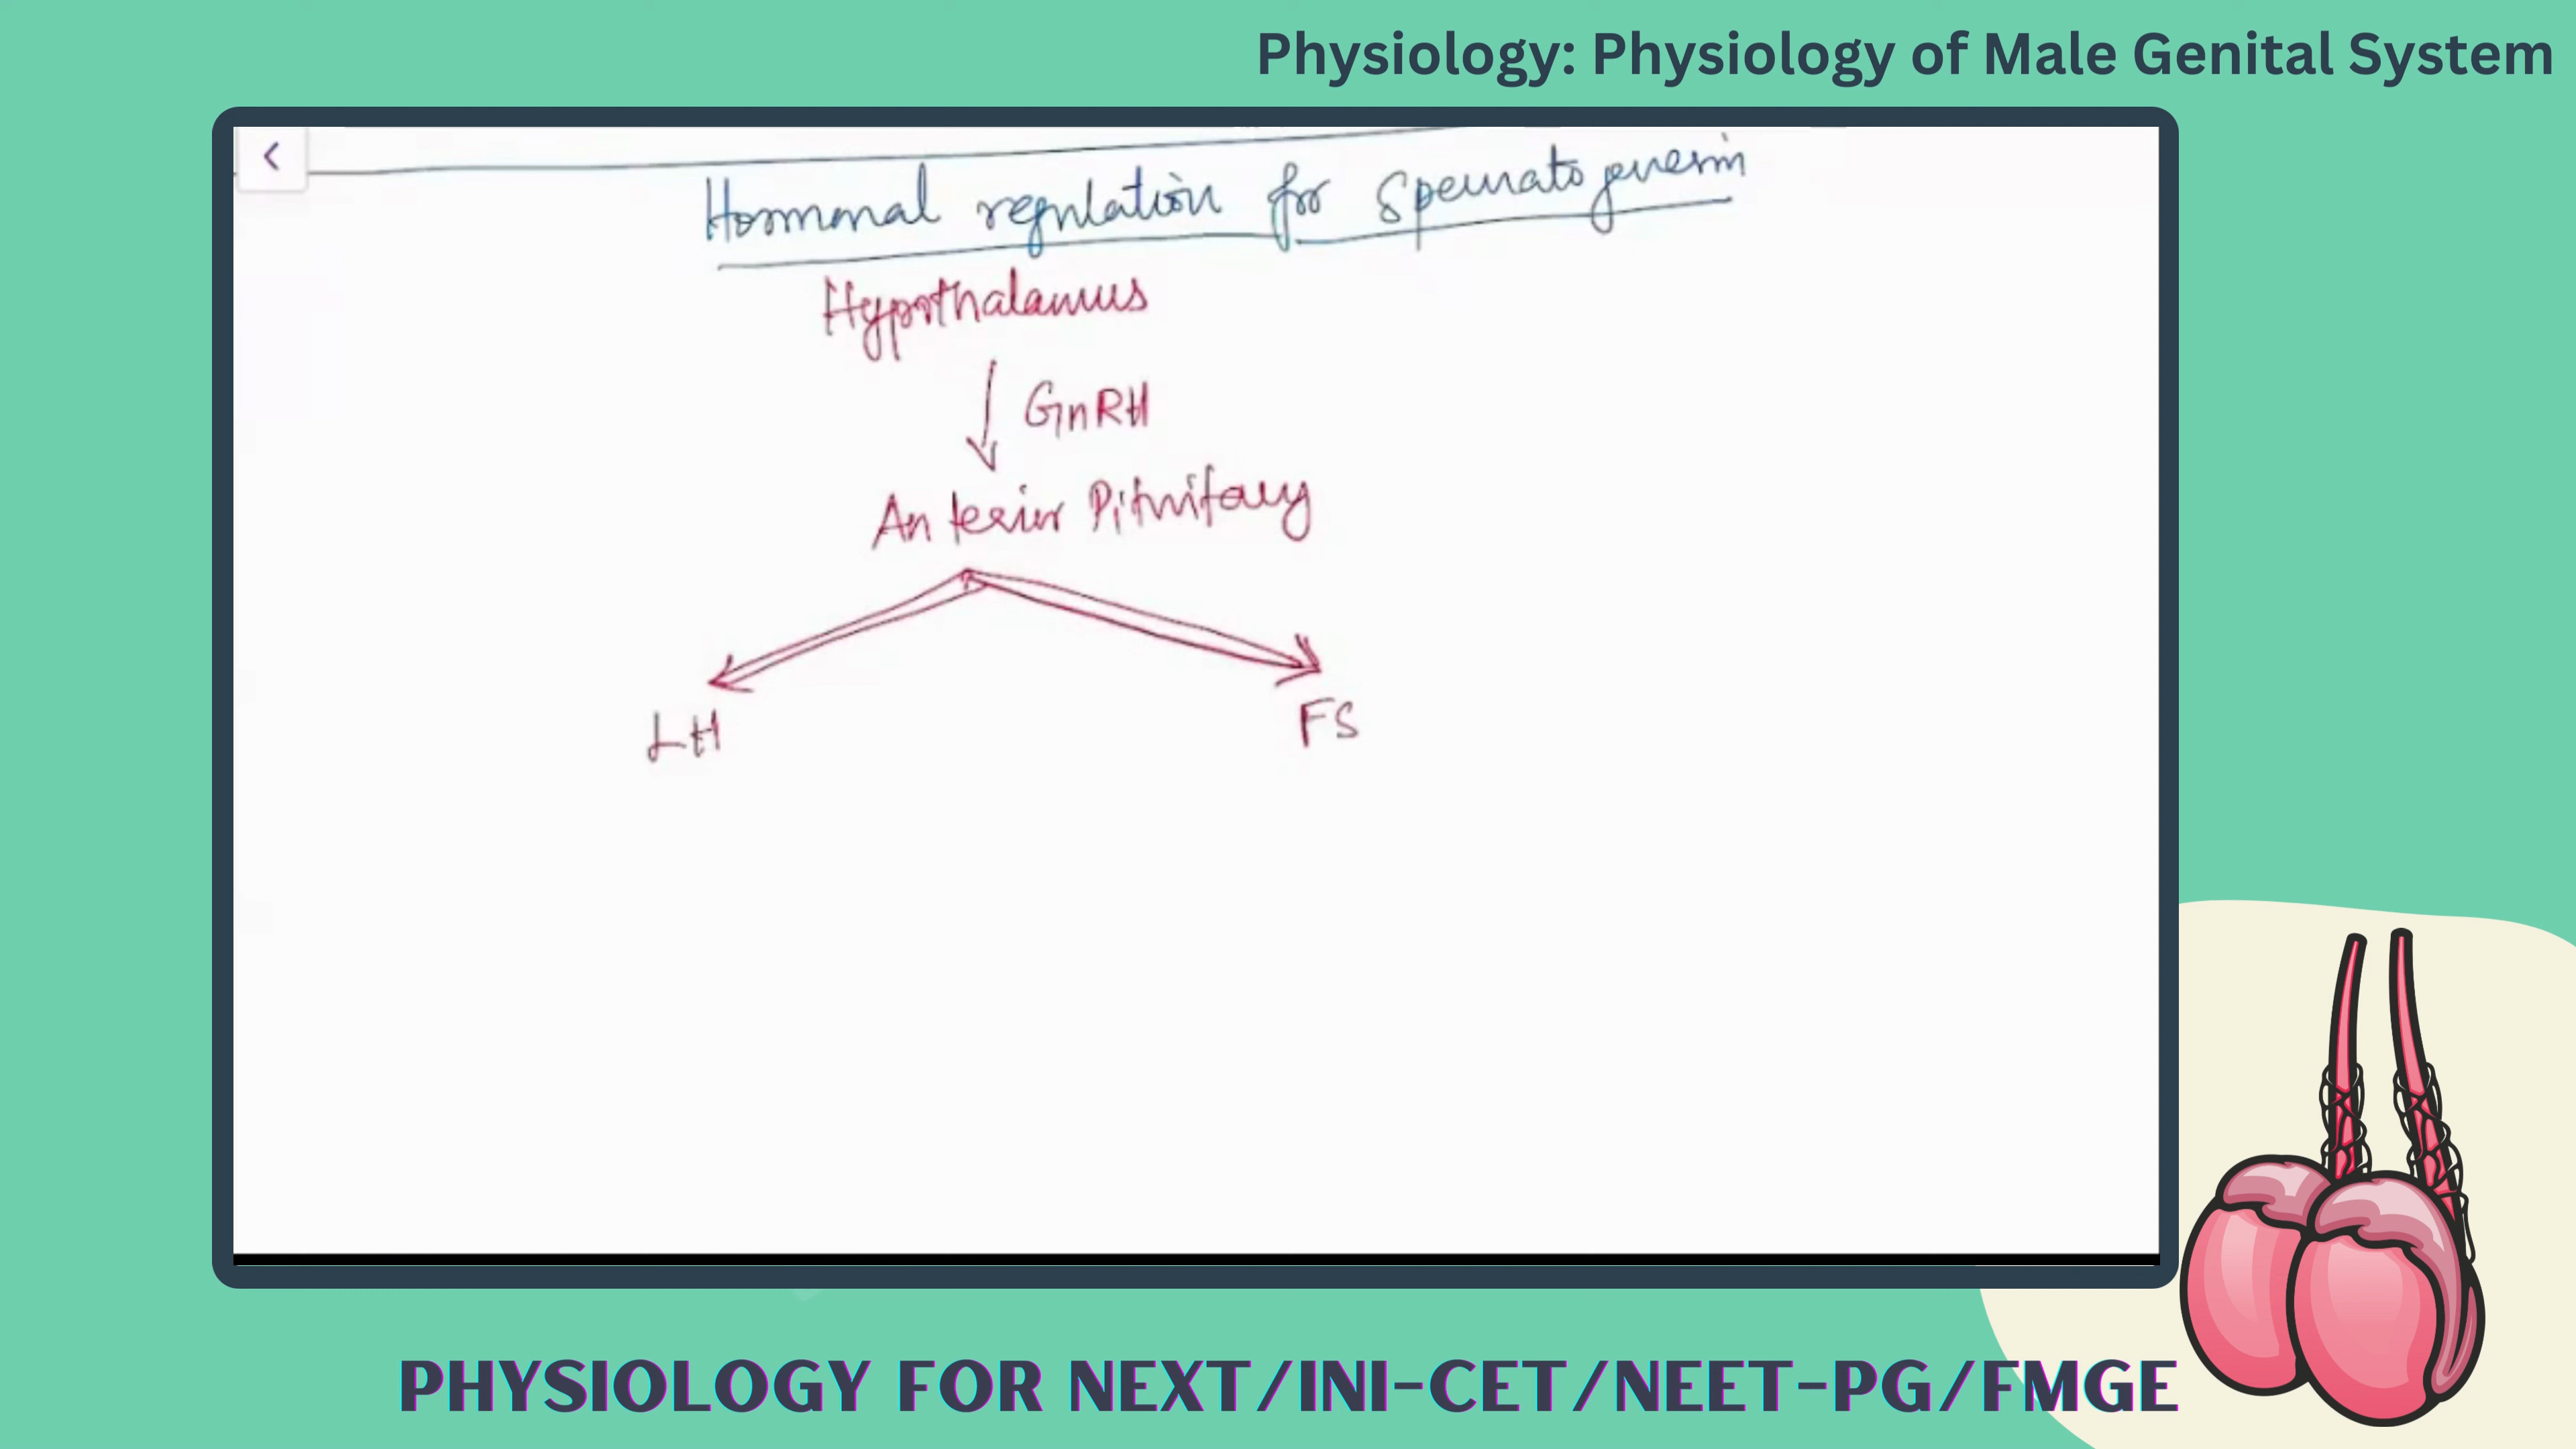 Physiology: Physiology of Male Genital System
Hormonal regulation for Spermatogenesis
Hypothalamus
GnRH
Anterior Pituitary
LH
FS
PHYSIOLOGY FOR NEXT/INI-CET/NEET-PG/FMGE